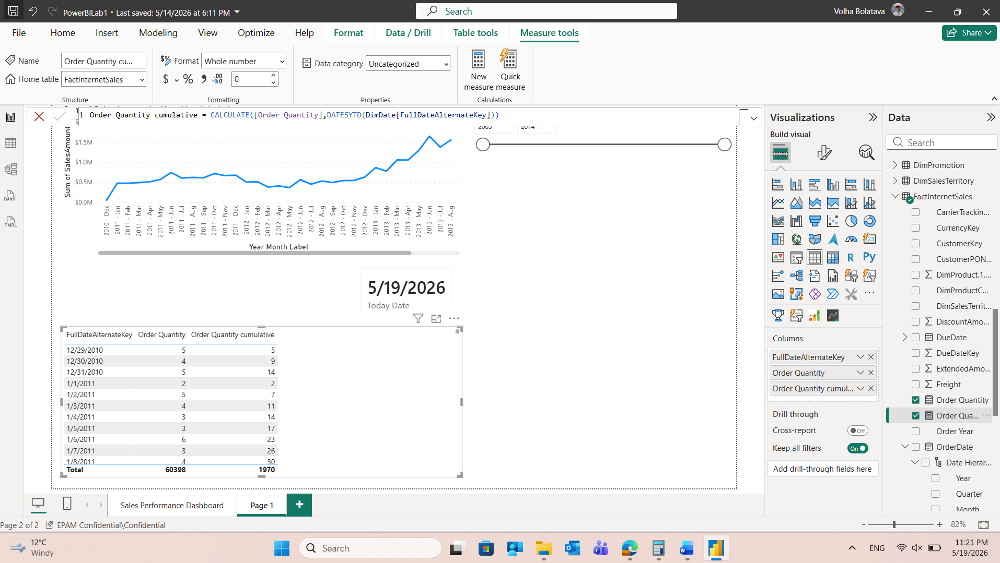 PowerBILab1 • Last saved: 5/14/2026 at 6:11 PM
Search
Volha Bolatava
File
Home
Insert
Modeling
View
Optimize
Help
Format
Data / Drill
Table tools
Measure tools
Share
Name
Order Quantity cu...
Home table
FactInternetSales
Structure
Format
Whole number
$
%
0
Formatting
Data category
Uncategorized
Properties
New measure
Quick measure
Calculations
1 Order Quantity cumulative = CALCULATE([Order Quantity],DATESYTD(DimDate[FullDateAlternateKey]))
Sum of SalesAmount
$1.5M
$1.0M
$0.5M
$0.0M
2010 - Dec
2011 - Jan
2011 - Feb
2011 - Mar
2011 - Apr
2011 - May
2011 - Jun
2011 - Jul
2011 - Aug
2011 - Sep
2011 - Oct
2011 - Nov
2011 - Dec
2012 - Jan
2012 - Feb
2012 - Mar
2012 - Apr
2012 - May
2012 - Jun
2012 - Jul
2012 - Aug
2012 - Sep
2012 - Oct
2012 - Nov
2012 - Dec
2013 - Jan
2013 - Feb
2013 - Mar
2013 - Apr
2013 - May
2013 - Jun
2013 - Jul
2013 - Aug
Year Month Label
2005
2014
5/19/2026
Today Date
FullDateAlternateKey Order Quantity Order Quantity cumulative
12/29/2010 5 5
12/30/2010 4 9
12/31/2010 5 14
1/1/2011 2 2
1/2/2011 5 7
1/3/2011 4 11
1/4/2011 3 14
1/5/2011 3 17
1/6/2011 6 23
1/7/2011 3 26
1/8/2011 4 30
Total 60398 1970
DAX
TMDL
Visualizations
Build visual
R
Py
123
Columns
FullDateAlternateKey
Order Quantity
Order Quantity cumul...
Drill through
Cross-report
Off
Keep all filters
On
Add drill-through fields here
Data
Search
DimPromotion
DimSalesTerritory
FactInternetSales
CarrierTrackin...
CurrencyKey
CustomerKey
CustomerPON...
DimProduct.1....
DimProductC...
DimSalesTerrit...
DiscountAmo...
DueDate
DueDateKey
ExtendedAmo...
Freight
Order Quantity
Order Qua...
Order Year
OrderDate
Date Hierar...
Year
Quarter
Month
Sales Performance Dashboard
Page 1
Page 2 of 2
EPAM Confidential\Confidential
- + 82%
12°C
Windy
Search
ENG
11:21 PM
5/19/2026